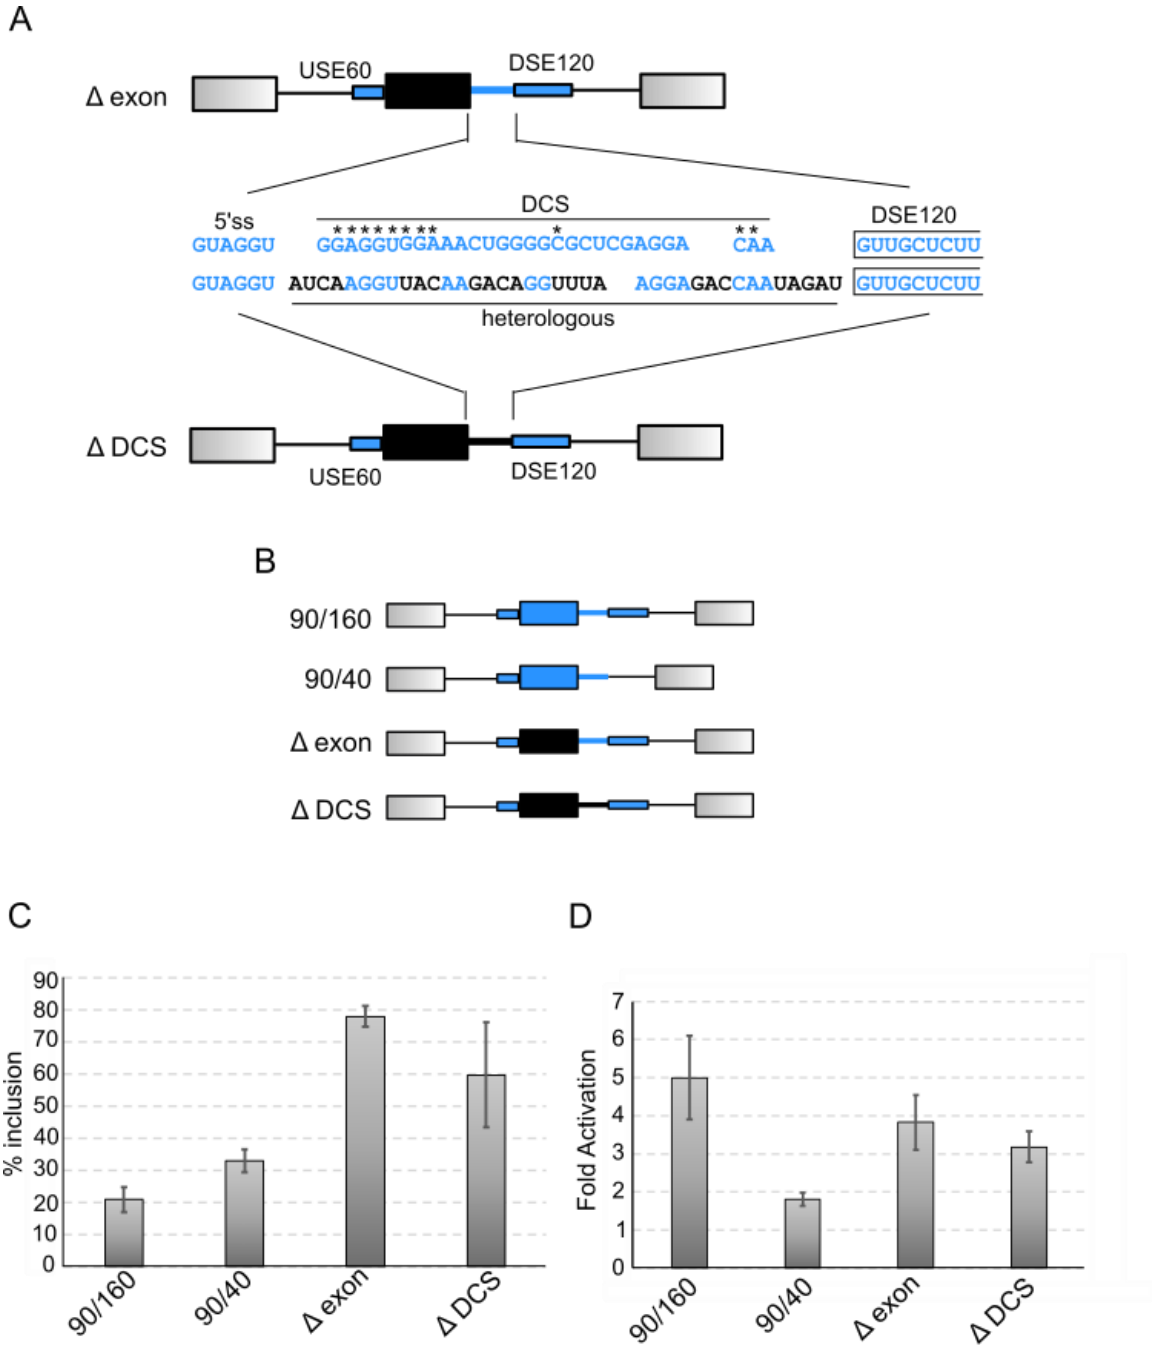 A
USE60
DSE120
Δ exon
5'ss
DCS
DSE120
* * * * * * * * * * *
GUAGGU GGAGGUGGAAACUGGGGCGCUCGAGGA CAA GUUGCUCUU
GUAGGU AUCAAGGUUACAAGACAGGUUUA AGGAGACCAAUAGAU GUUGCUCUU
heterologous
Δ DCS
USE60
DSE120
B
90/160
90/40
Δ exon
Δ DCS
C
% inclusion
90
80
70
60
50
40
30
20
10
0
90/160
90/40
Δ exon
Δ DCS
D
Fold Activation
7
6
5
4
3
2
1
0
90/160
90/40
Δ exon
Δ DCS